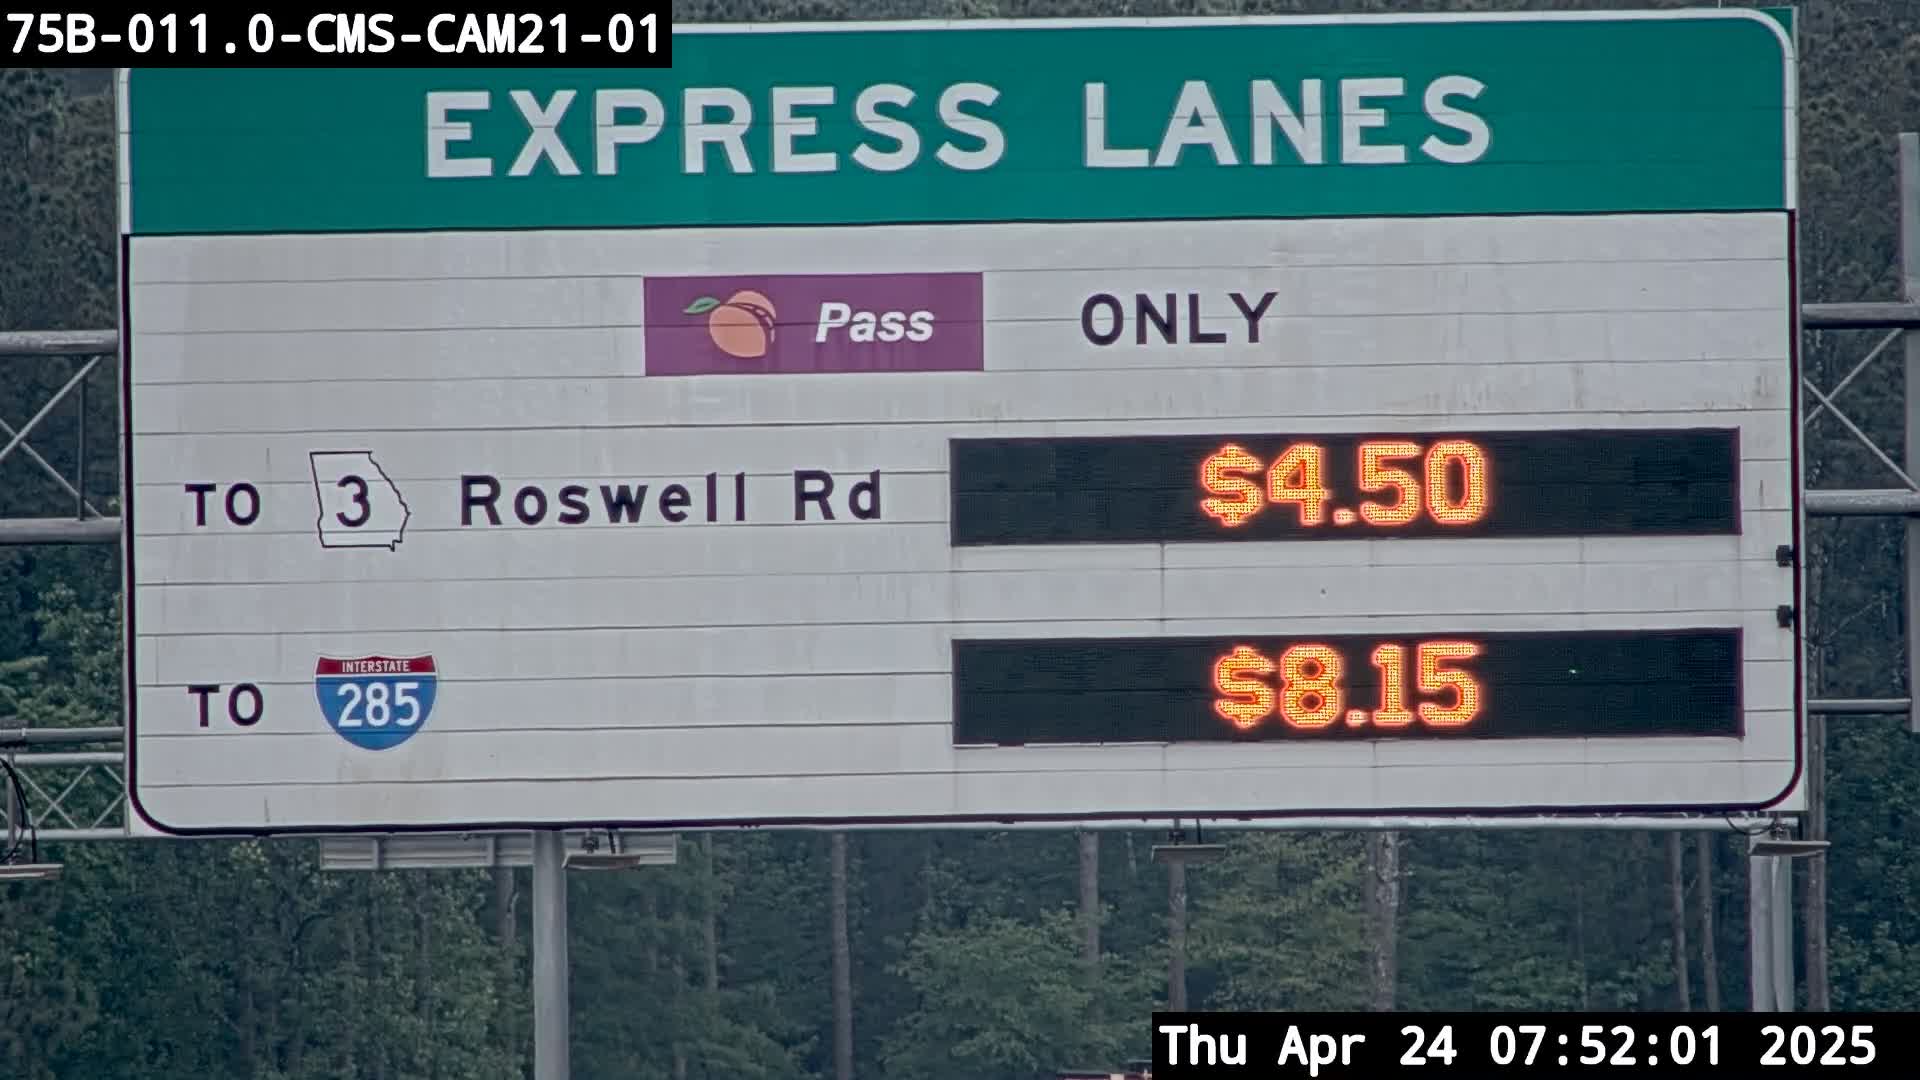 75B-011.0-CMS-CAM21-01
EXPRESS LANES
Pass ONLY
TO 3 Roswell Rd $4.50
INTERSTATE
TO 285 $8.15
Thu Apr 24 07:52:01 2025